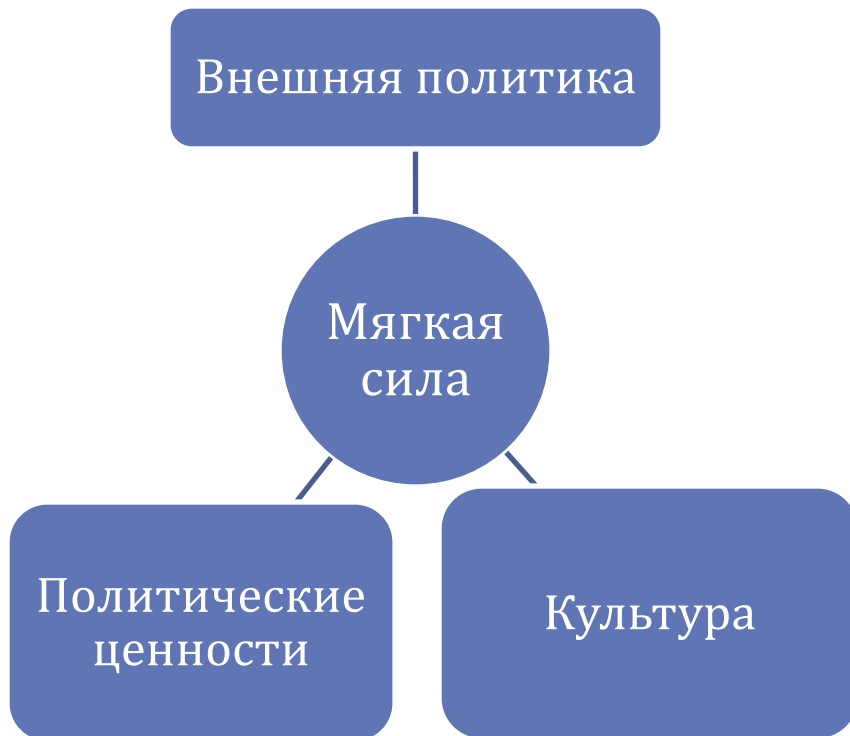 Внешняя политика
Мягкая
сила
Политические
ценности
Культура